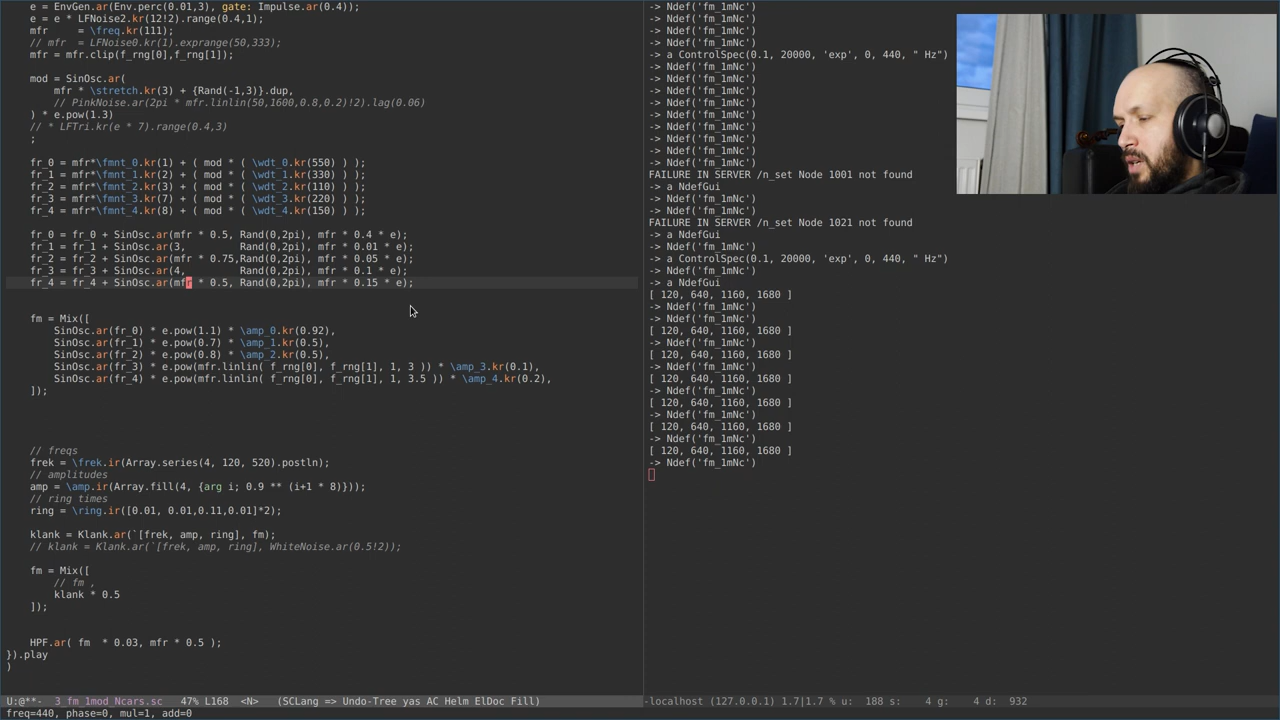 e = EnvGen.ar(Env.perc(0.01,3), gate: Impulse.ar(0.4));
e = e * LFNoise2.kr(12!2).range(0.4,1);
mfr     = \freq.kr(111);
// mfr  = LFNoise0.kr(1).exprange(50,333);
mfr = mfr.clip(f_rng[0],f_rng[1]);
mod = SinOsc.ar(
mfr * \stretch.kr(3) + {Rand(-1,3)}.dup,
// PinkNoise.ar(2pi * mfr.linlin(50,1600,0.8,0.2)!2).lag(0.06)
) * e.pow(1.3)
// * LFTri.kr(e * 7).range(0.4,3)
;
fr_0 = mfr*\fmnt_0.kr(1) + ( mod * ( \wdt_0.kr(550) ) );
fr_1 = mfr*\fmnt_1.kr(2) + ( mod * ( \wdt_1.kr(330) ) );
fr_2 = mfr*\fmnt_2.kr(3) + ( mod * ( \wdt_2.kr(110) ) );
fr_3 = mfr*\fmnt_3.kr(7) + ( mod * ( \wdt_3.kr(220) ) );
fr_4 = mfr*\fmnt_4.kr(8) + ( mod * ( \wdt_4.kr(150) ) );
fr_0 = fr_0 + SinOsc.ar(mfr * 0.5, Rand(0,2pi), mfr * 0.4 * e);
fr_1 = fr_1 + SinOsc.ar(3,         Rand(0,2pi), mfr * 0.01 * e);
fr_2 = fr_2 + SinOsc.ar(mfr * 0.75,Rand(0,2pi), mfr * 0.05 * e);
fr_3 = fr_3 + SinOsc.ar(4,         Rand(0,2pi), mfr * 0.1 * e);
fr_4 = fr_4 + SinOsc.ar(mfr * 0.5, Rand(0,2pi), mfr * 0.15 * e);
fm = Mix([
SinOsc.ar(fr_0) * e.pow(1.1) * \amp_0.kr(0.92),
SinOsc.ar(fr_1) * e.pow(0.7) * \amp_1.kr(0.5),
SinOsc.ar(fr_2) * e.pow(0.8) * \amp_2.kr(0.5),
SinOsc.ar(fr_3) * e.pow(mfr.linlin( f_rng[0], f_rng[1], 1, 3 )) * \amp_3.kr(0.1),
SinOsc.ar(fr_4) * e.pow(mfr.linlin( f_rng[0], f_rng[1], 1, 3.5 )) * \amp_4.kr(0.2),
]);
// freqs
frek = \frek.ir(Array.series(4, 120, 520).postln);
// amplitudes
amp = \amp.ir(Array.fill(4, {arg i; 0.9 ** (i+1 * 8)}));
// ring times
ring = \ring.ir([0.01, 0.01,0.11,0.01]*2);
klank = Klank.ar(`[frek, amp, ring], fm);
// klank = Klank.ar(`[frek, amp, ring], WhiteNoise.ar(0.5!2));
fm = Mix([
// fm ,
klank * 0.5
]);
HPF.ar( fm  * 0.03, mfr * 0.5 );
}).play
)
U:@**-  3_fm_1mod_Ncars.sc   47% L168  <N>   (SCLang => Undo-Tree yas AC Helm ElDoc Fill)
freq=440, phase=0, mul=1, add=0
-> Ndef('fm_1mNc')
-> Ndef('fm_1mNc')
-> Ndef('fm_1mNc')
-> Ndef('fm_1mNc')
-> a ControlSpec(0.1, 20000, 'exp', 0, 440, " Hz")
-> Ndef('fm_1mNc')
-> Ndef('fm_1mNc')
-> Ndef('fm_1mNc')
-> Ndef('fm_1mNc')
-> Ndef('fm_1mNc')
-> Ndef('fm_1mNc')
-> Ndef('fm_1mNc')
-> Ndef('fm_1mNc')
-> Ndef('fm_1mNc')
FAILURE IN SERVER /n_set Node 1001 not found
-> a NdefGui
-> Ndef('fm_1mNc')
-> Ndef('fm_1mNc')
FAILURE IN SERVER /n_set Node 1021 not found
-> a NdefGui
-> Ndef('fm_1mNc')
-> a ControlSpec(0.1, 20000, 'exp', 0, 440, " Hz")
-> Ndef('fm_1mNc')
-> a NdefGui
[ 120, 640, 1160, 1680 ]
-> Ndef('fm_1mNc')
-> Ndef('fm_1mNc')
[ 120, 640, 1160, 1680 ]
-> Ndef('fm_1mNc')
[ 120, 640, 1160, 1680 ]
-> Ndef('fm_1mNc')
[ 120, 640, 1160, 1680 ]
-> Ndef('fm_1mNc')
[ 120, 640, 1160, 1680 ]
-> Ndef('fm_1mNc')
[ 120, 640, 1160, 1680 ]
-> Ndef('fm_1mNc')
[ 120, 640, 1160, 1680 ]
-> Ndef('fm_1mNc')
-localhost (127.0.0.1) 1.7|1.7 % u:  188 s:    4 g:    4 d:  932